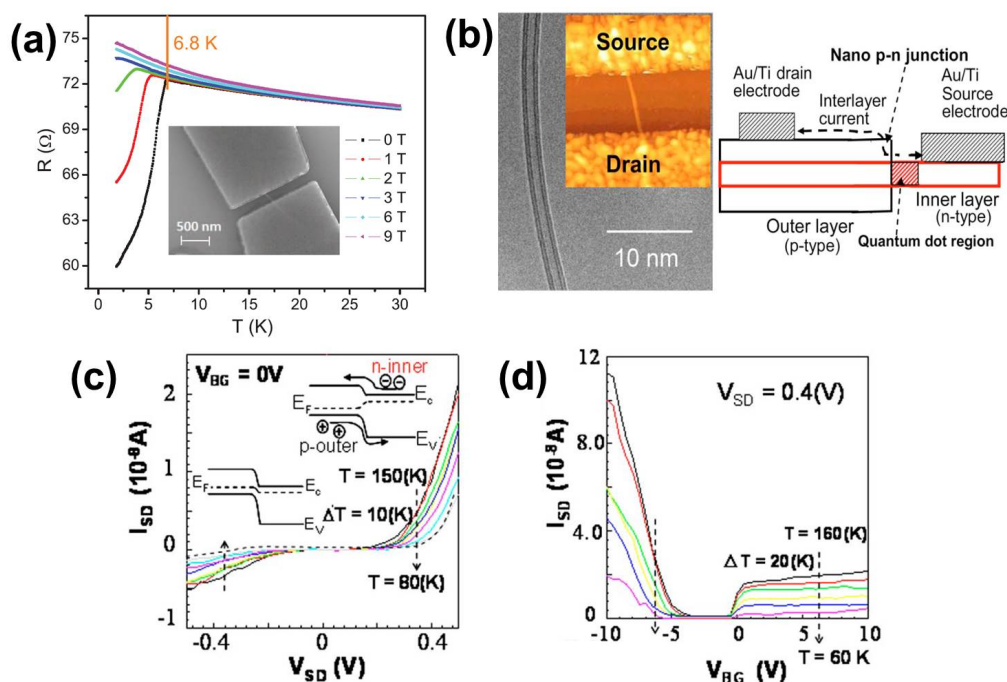 (a)
75
72
69
66
63
60
R (Ω)
6.8 K
500 nm
0 T
1 T
2 T
3 T
6 T
9 T
0 5 10 15 20 25 30
T (K)
(b)
Source
Drain
10 nm
Nano p-n junction
Au/Ti drain
electrode
Interlayer
current
Au/Ti
Source
electrode
Outer layer
(p-type)
Inner layer
(n-type)
Quantum dot region
(c)
V_BG = 0V
n-inner
E_F
E_c
E_V
p-outer
E_F
E_c
E_V
T = 150(K)
ΔT = 10(K)
T = 80(K)
2
1
0
-1
I_SD (10^-8 A)
-0.4 0 0.4
V_SD (V)
(d)
V_SD = 0.4(V)
T = 160(K)
Δ T = 20(K)
T = 60 K
12.0
8.0
4.0
0
I_SD (10^-8 A)
-10 -5 0 5 10
V_BG (V)